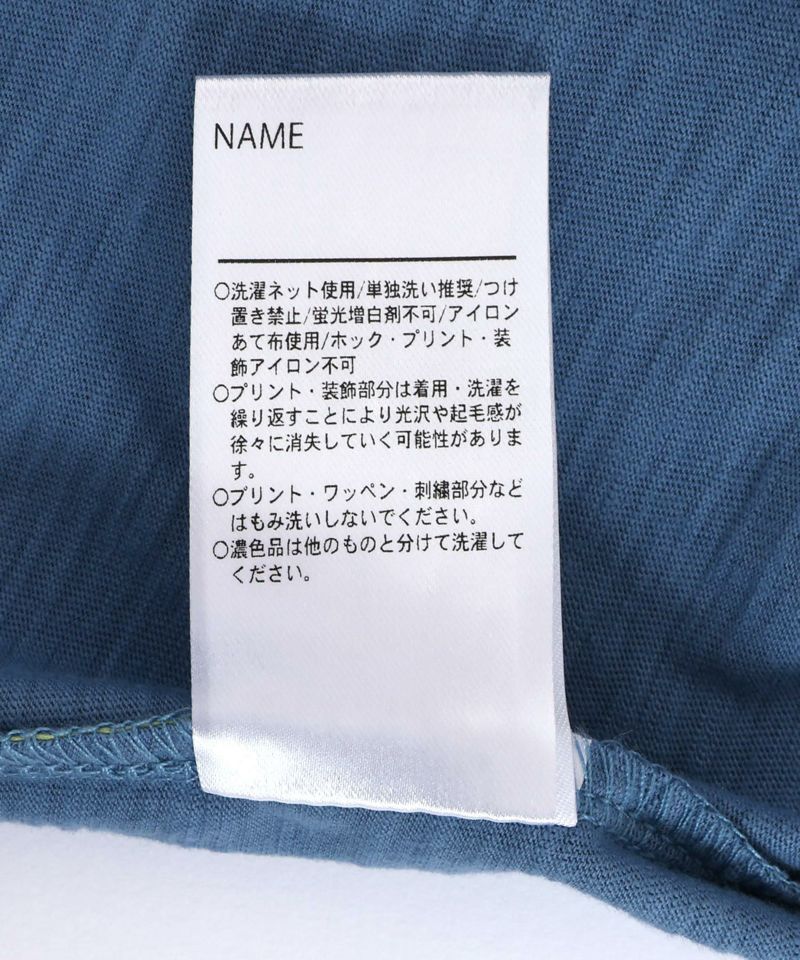 NAME
○洗濯ネット使用/単独洗い推奨/つけ
置き禁止/蛍光増白剤不可/アイロン
あて布使用/ホック・プリント・装
飾アイロン不可
○プリント・装飾部分は着用・洗濯を
繰り返すことにより光沢や起毛感が
徐々に消失していく可能性がありま
す。
○プリント・ワッペン・刺繍部分など
はもみ洗いしないでください。
○濃色品は他のものと分けて洗濯して
ください。